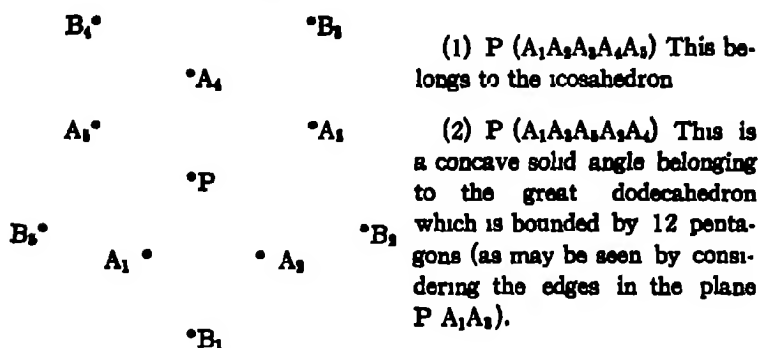 B₄ B₃
A₄
A₅ A₃
P
B₅ B₂
A₁ A₂
B₁
(1) P (A₁A₂A₃A₄A₅) This be-
longs to the icosahedron
(2) P (A₁A₃A₅A₂A₄) This is
a concave solid angle belonging
to the great dodecahedron
which is bounded by 12 penta-
gons (as may be seen by consi-
dering the edges in the plane
P A₁A₃).